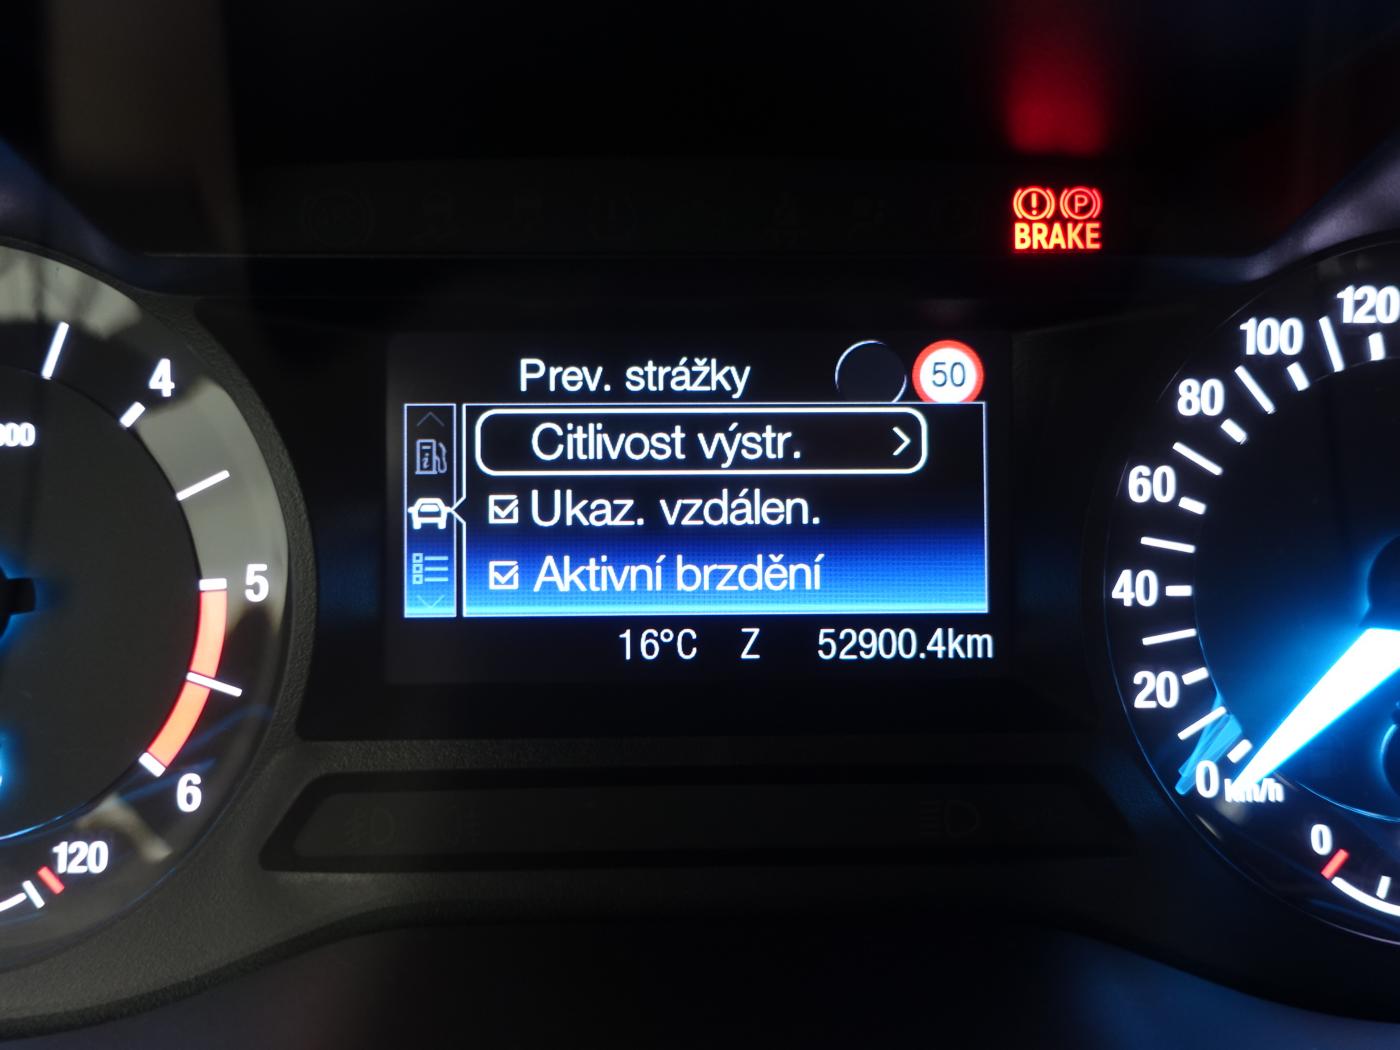 (!) (P)
BRAKE
Prev. strážky
50
Citlivost výstr. >
Ukaz. vzdálen.
Aktivní brzdění
16°C Z 52900.4km
4
5
6
120
120
100
80
60
40
20
0
km/h
0